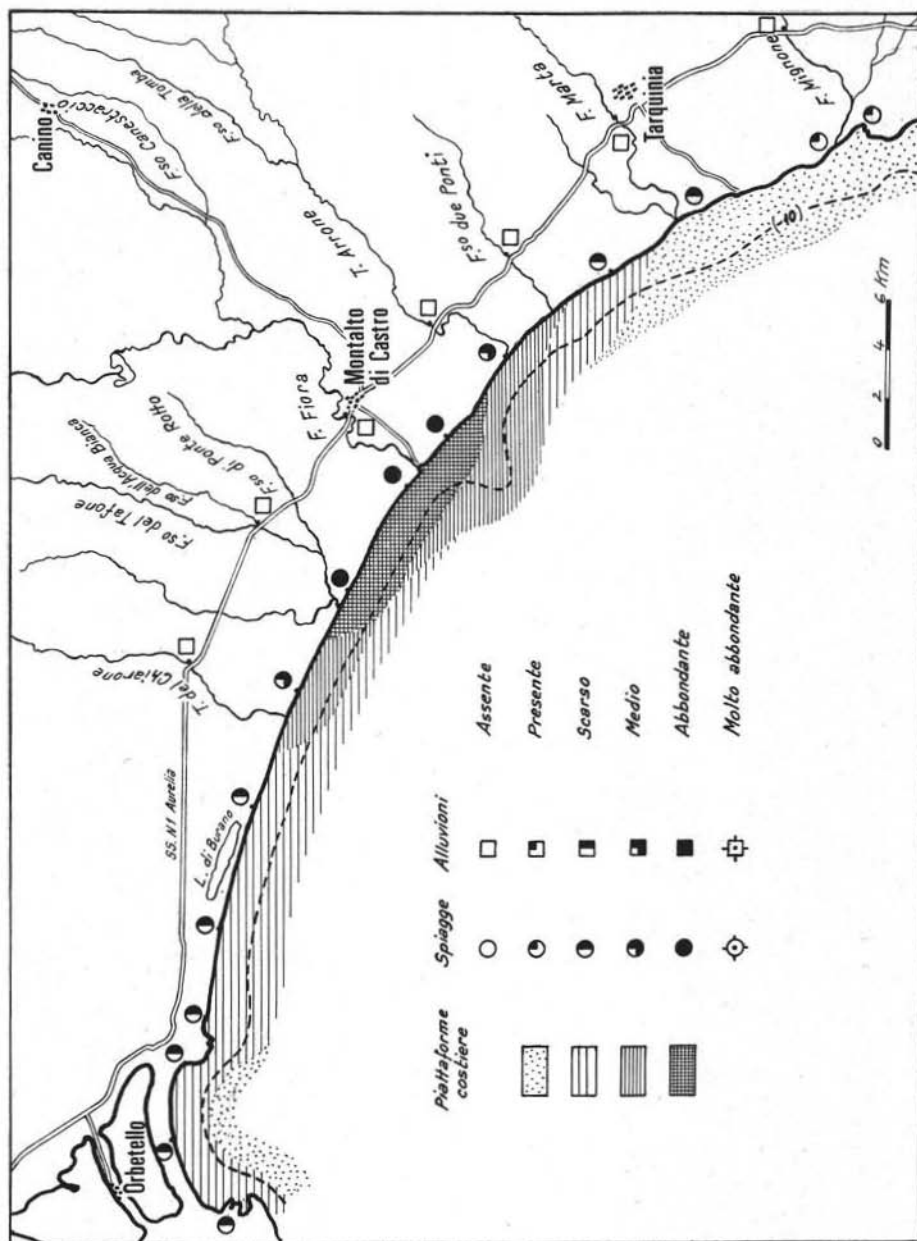 Canino
F.so Canestraccio
F.so della Tomba
T. Arrone
F.so due Ponti
F. Marta
Tarquinia
F. Mignone
Montalto
di Castro
F. Fiora
F.so di Ponte Rotto
F.so dell'Acqua Bianca
F.so del Tafone
T. del Chiarone
SS. N1 Aurelia
L. di Burano
Orbetello
(-10)
0 2 4 6 Km
Piattaforme
costiere
Spiagge
Alluvioni
Assente
Presente
Scarso
Medio
Abbondante
Molto abbondante